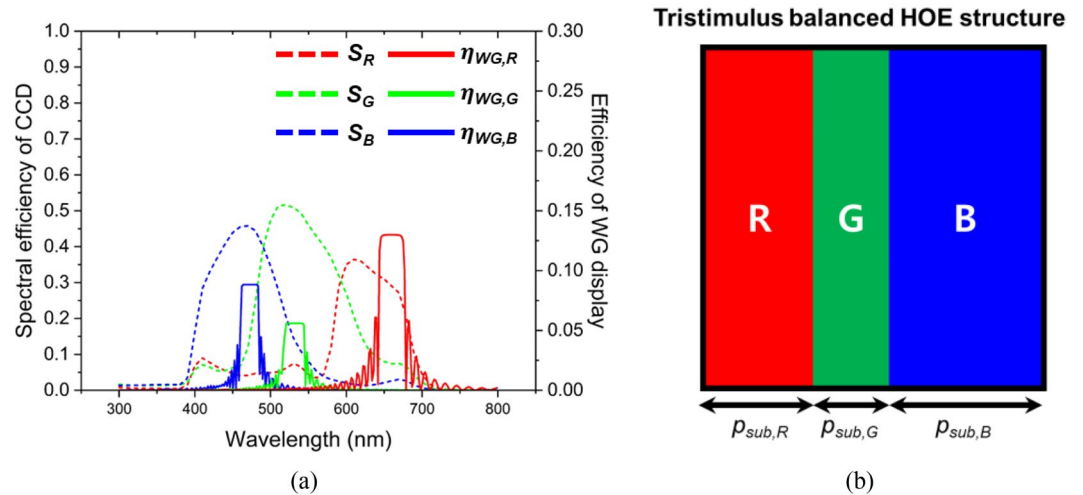 Tristimulus balanced HOE structure
1.0
0.9
0.8
0.7
0.6
0.5
0.4
0.3
0.2
0.1
0.0
Spectral efficiency of CCD
S_R η_WG,R
S_G η_WG,G
S_B η_WG,B
0.30
0.25
0.20
0.15
0.10
0.05
0.00
Efficiency of WG display
300 400 500 600 700 800
Wavelength (nm)
(a)
R G B
p_sub,R p_sub,G p_sub,B
(b)